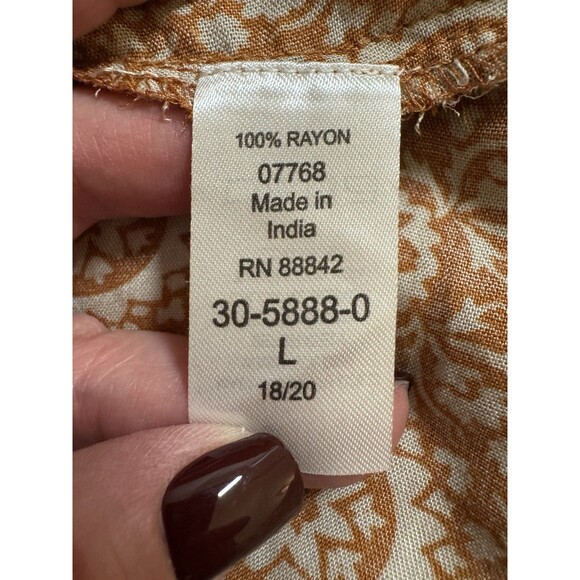 100% RAYON
07768
Made in
India
RN 88842
30-5888-0
L
18/20